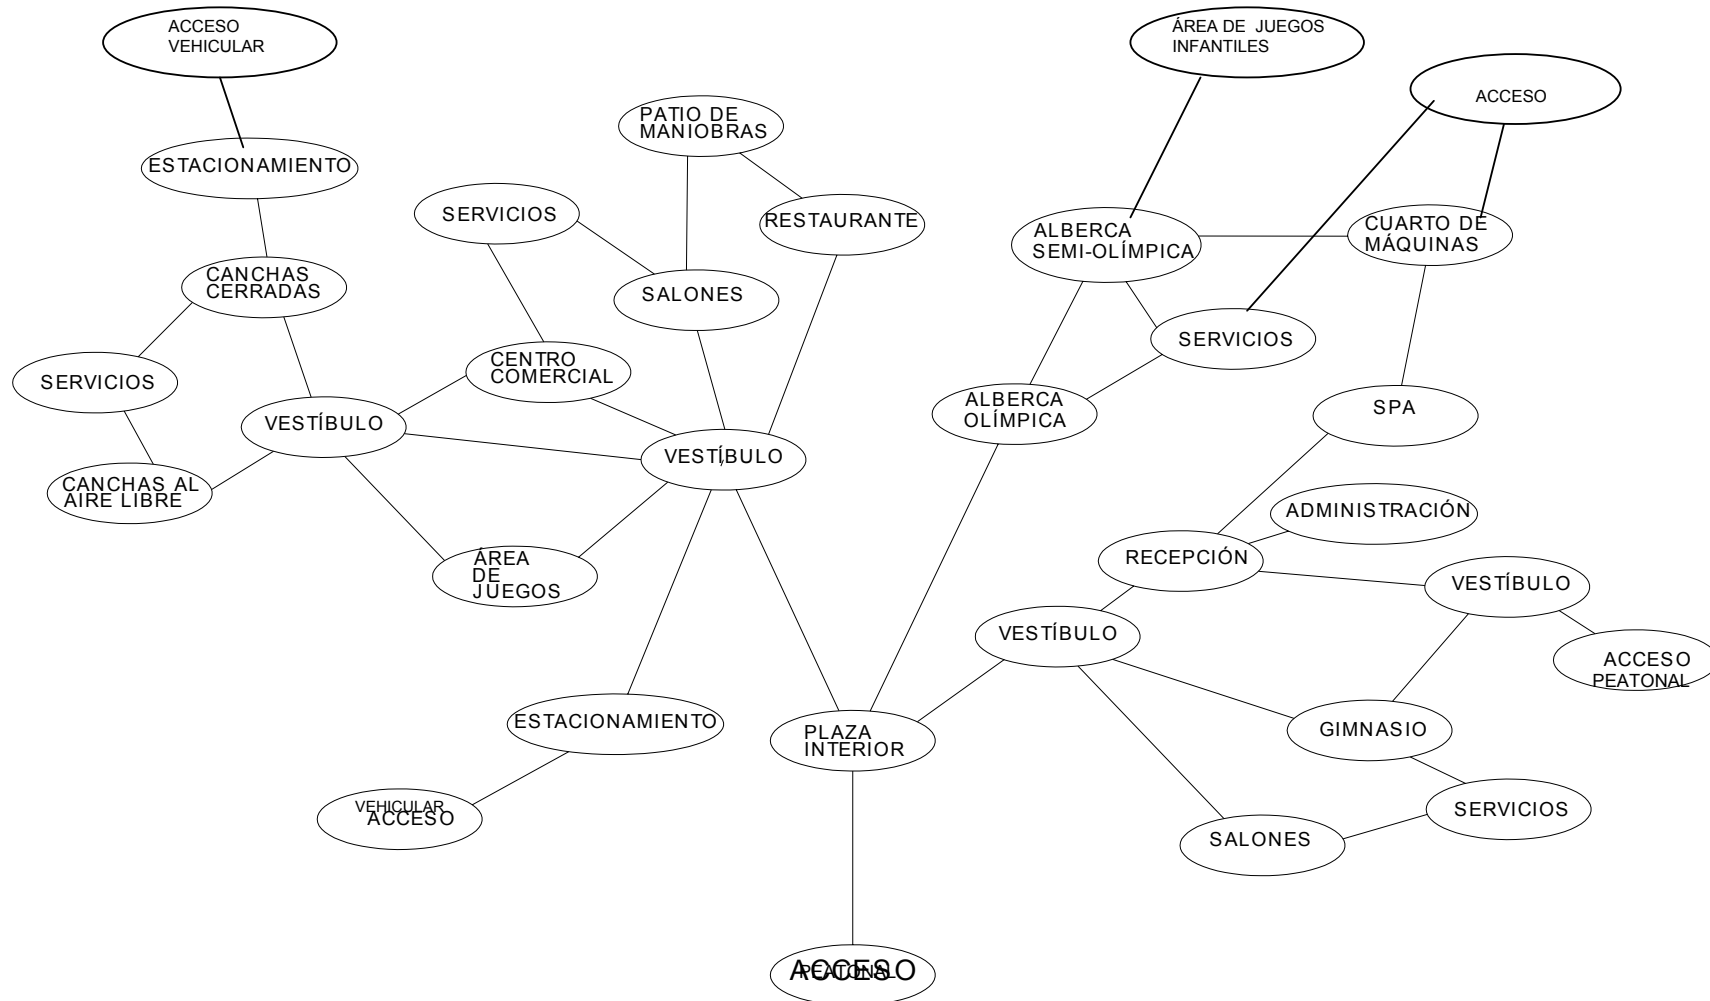 ACCESO
VEHICULAR
ÁREA DE JUEGOS
INFANTILES
ACCESO
PATIO DE
MANIOBRAS
ESTACIONAMIENTO
SERVICIOS
RESTAURANTE
ALBERCA
SEMI-OLÍMPICA
CUARTO DE
MÁQUINAS
CANCHAS
CERRADAS
SALONES
SERVICIOS
CENTRO
COMERCIAL
SERVICIOS
ALBERCA
OLÍMPICA
SPA
VESTÍBULO
VESTÍBULO
CANCHAS AL
AIRE LIBRE
ADMINISTRACIÓN
ÁREA
DE
JUEGOS
RECEPCIÓN
VESTÍBULO
VESTÍBULO
ACCESO
PEATONAL
ESTACIONAMIENTO
PLAZA
INTERIOR
GIMNASIO
VEHICULAR
ACCESO
SERVICIOS
SALONES
ACCESO
PEATONAL